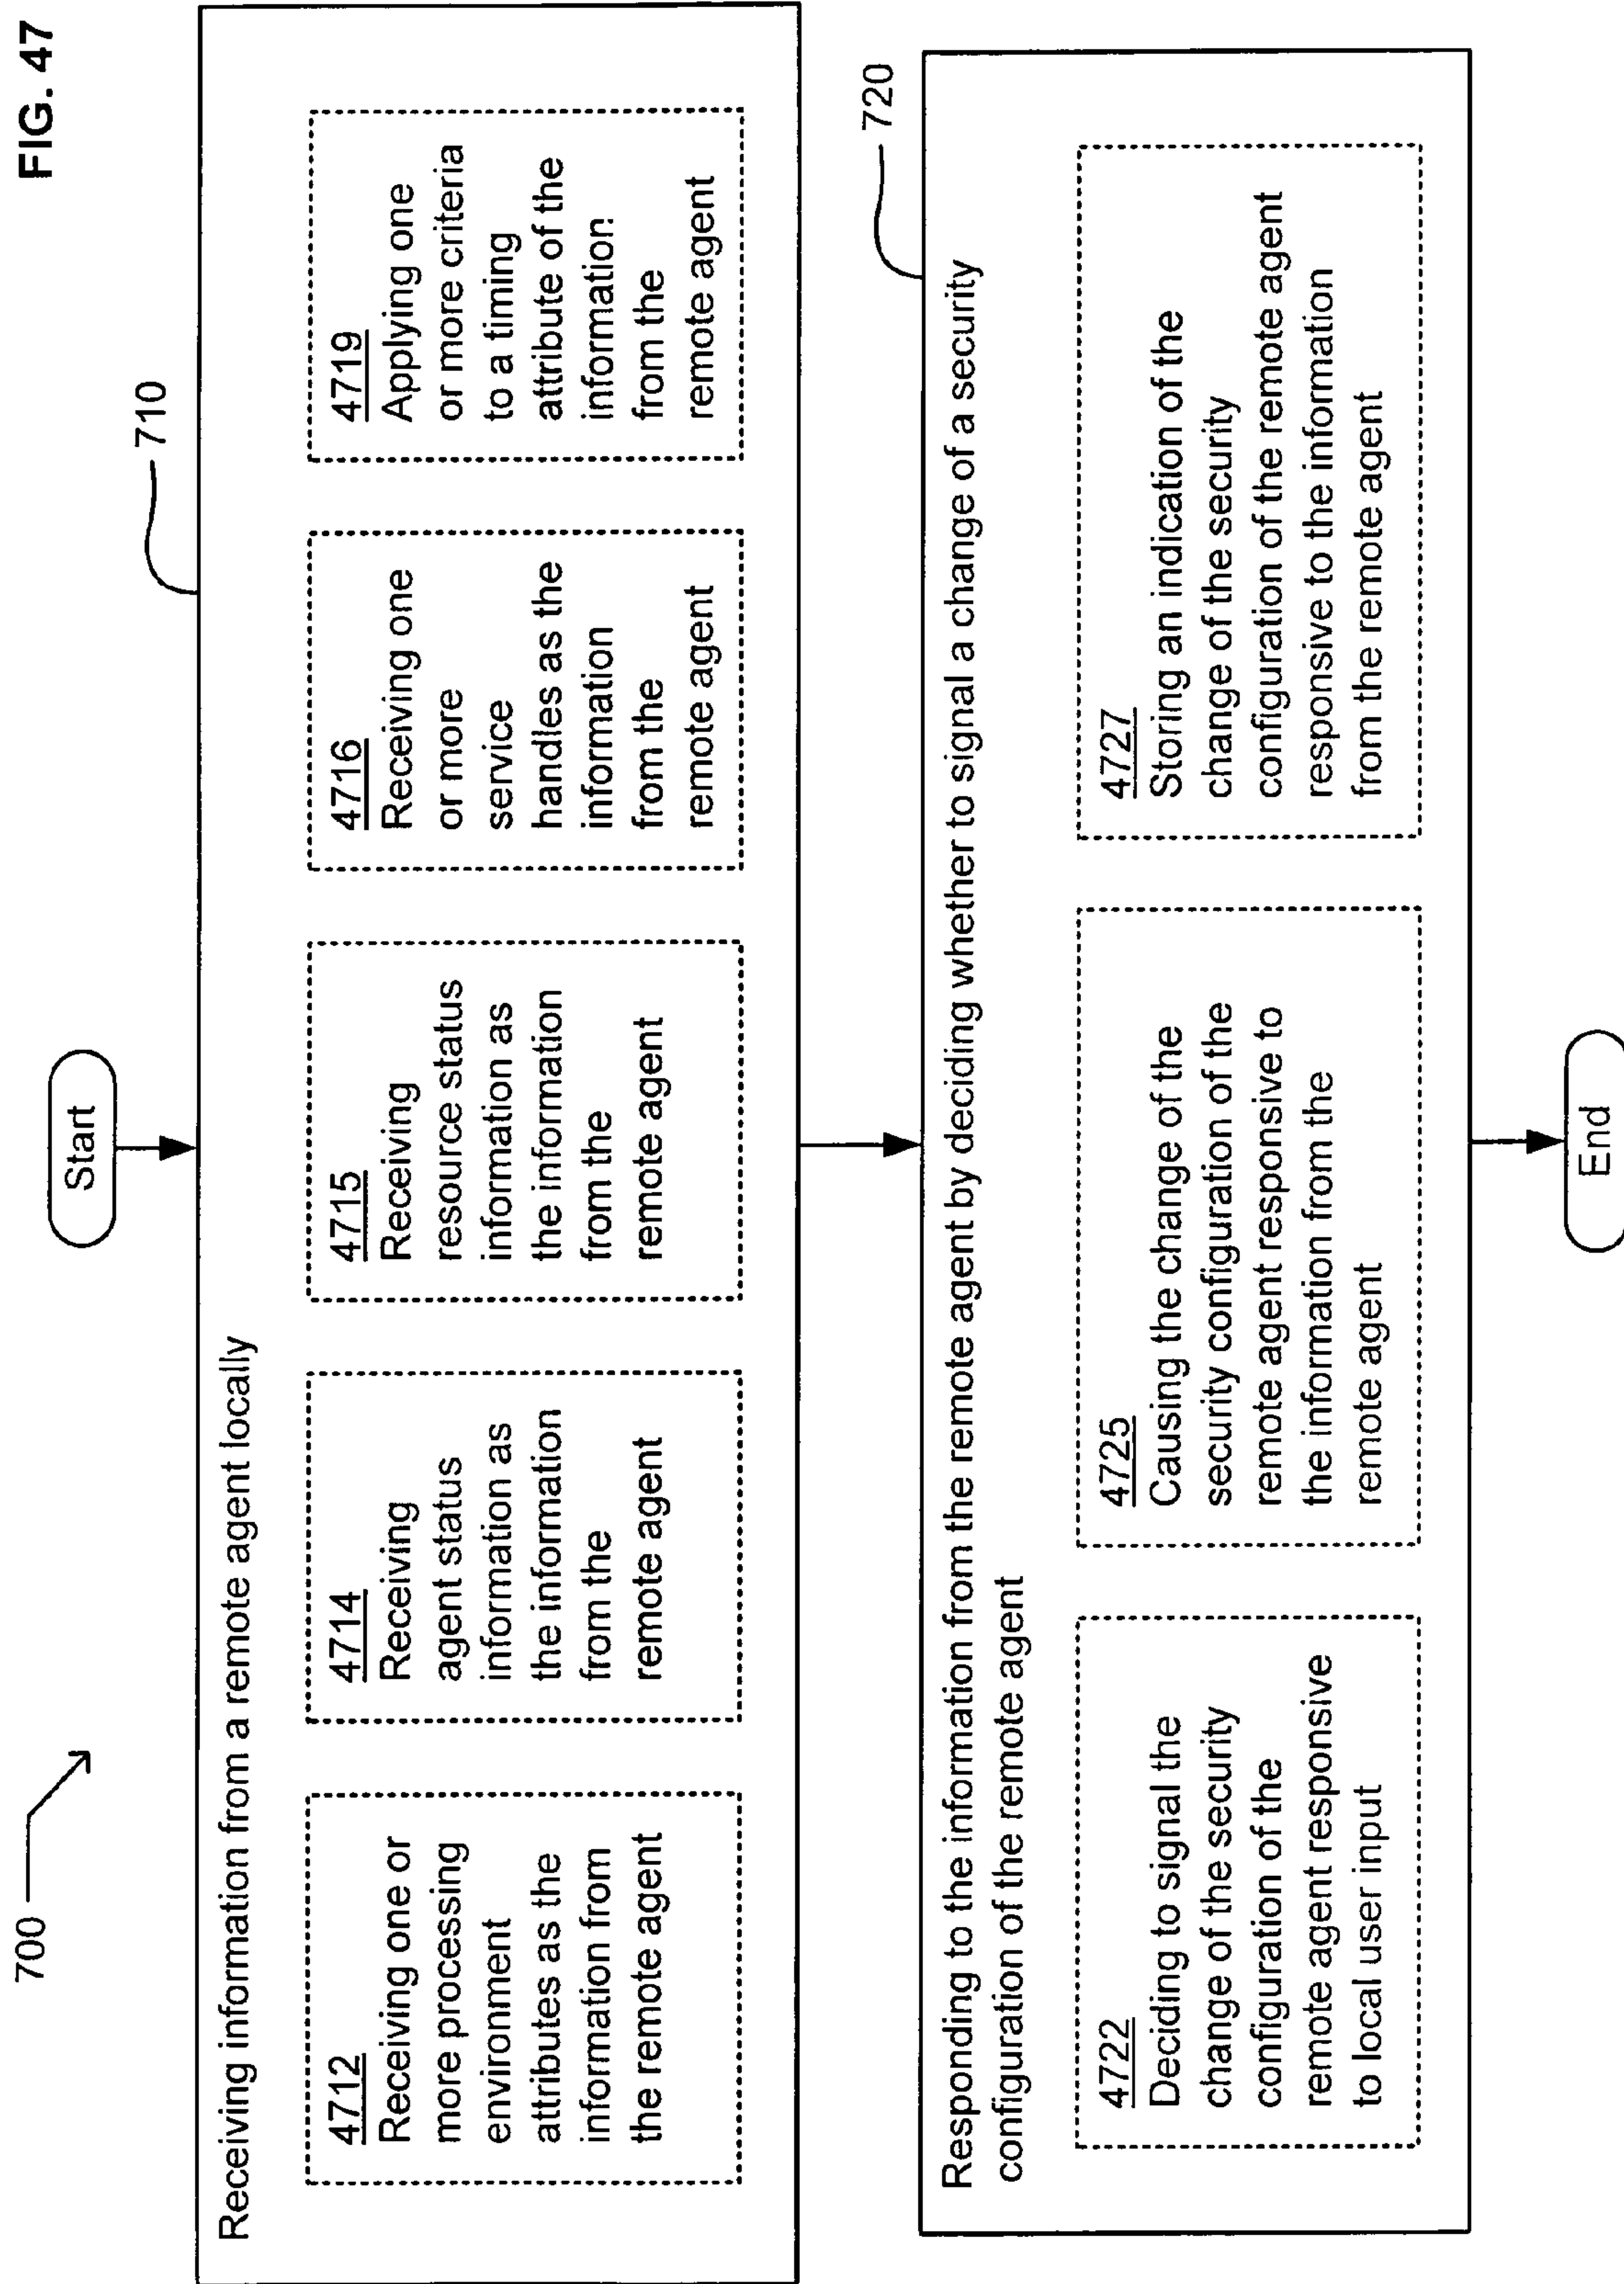 FIG. 47
700
Start
710
Receiving information from a remote agent locally
4712
Receiving one or
more processing
environment
attributes as the
information from
the remote agent
4714
Receiving
agent status
information as
the information
from the
remote agent
4715
Receiving
resource status
information as
the information
from the
remote agent
4716
Receiving one
or more
service
handles as the
information
from the
remote agent
4719
Applying one
or more criteria
to a timing
attribute of the
information
from the
remote agent
720
Responding to the information from the remote agent by deciding whether to signal a change of a security
configuration of the remote agent
4722
Deciding to signal the
change of the security
configuration of the
remote agent responsive
to local user input
4725
Causing the change of the
security configuration of the
remote agent responsive to
the information from the
remote agent
4727
Storing an indication of the
change of the security
configuration of the remote agent
responsive to the information
from the remote agent
End